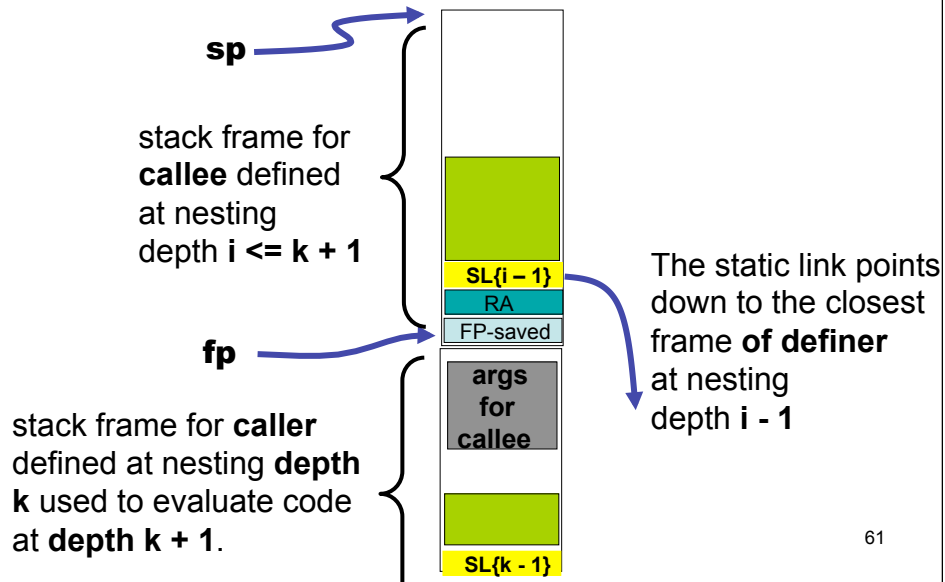 sp
stack frame for
callee defined
at nesting
depth i <= k + 1
SL{i – 1}
RA
FP-saved
fp
The static link points
down to the closest
frame of definer
at nesting
depth i - 1
args
for
callee
stack frame for caller
defined at nesting depth
k used to evaluate code
at depth k + 1.
SL{k - 1}
61